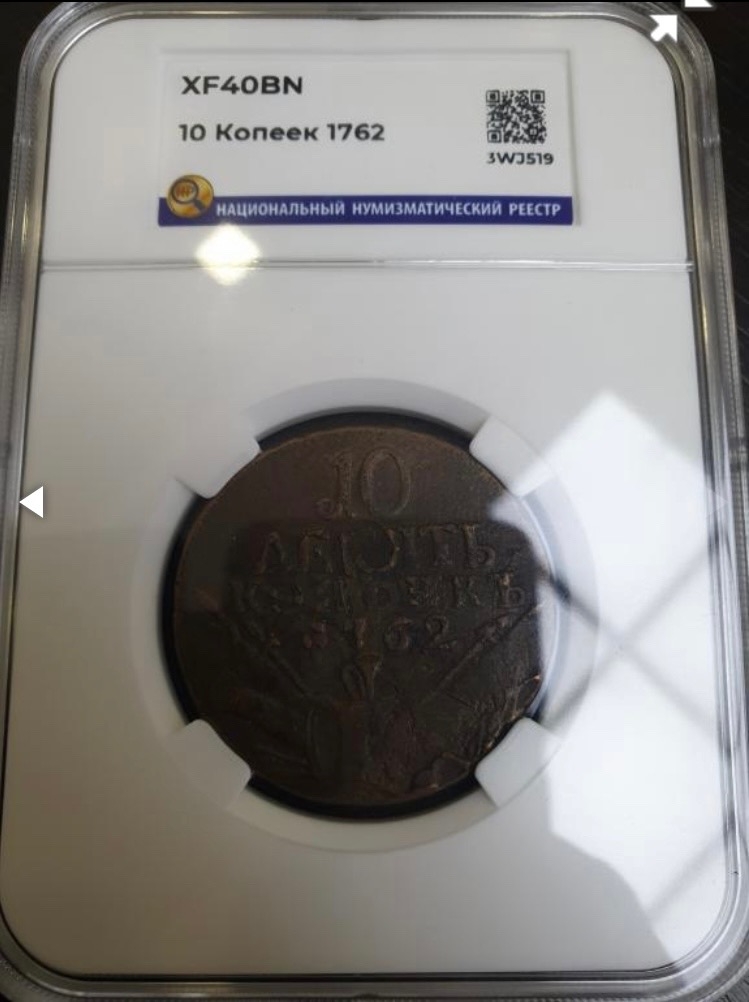 XF40BN
10 Копеек 1762
3WJ519
НАЦИОНАЛЬНЫЙ НУМИЗМАТИЧЕСКИЙ РЕЕСТР
10
ДЕСЯТЬ
КОПѢЕКЪ
1762